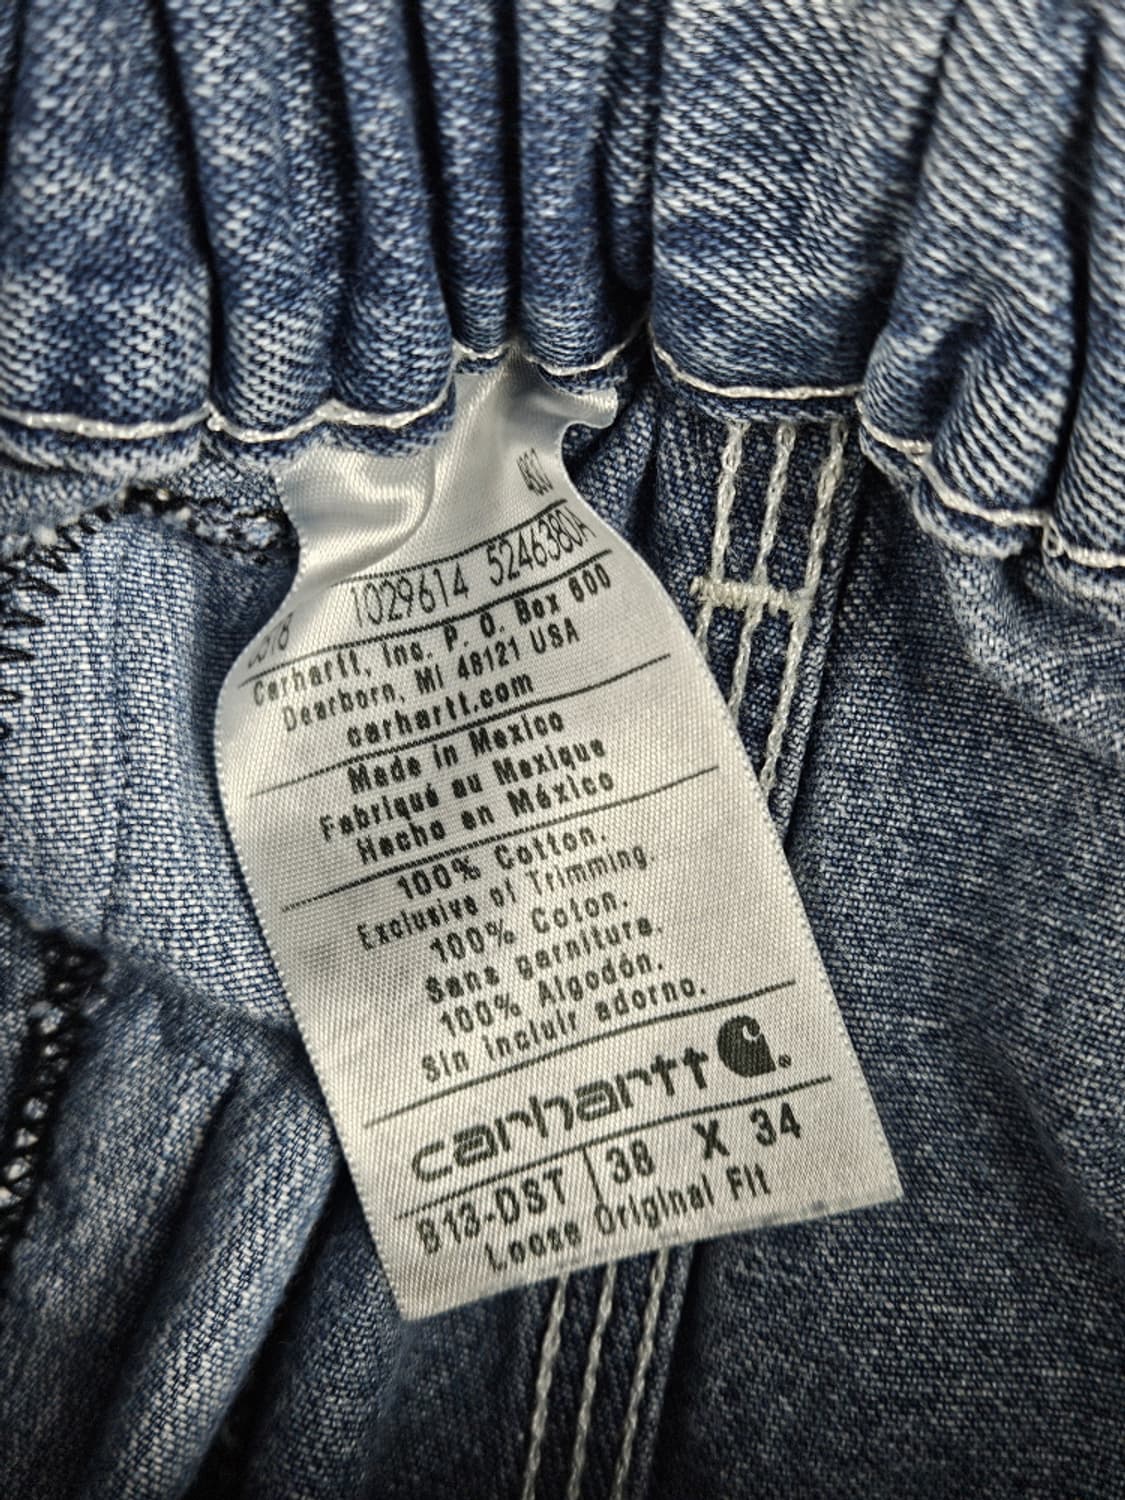 1029614 5246380A
Carhartt, Inc. P. O. Box 600
Dearborn, MI 48121 USA
carhartt.com
Made in Mexico
Fabriqué au Mexique
Hecho en México
100% Cotton.
Exclusive of Trimming.
100% Coton.
Sans garniture.
100% Algodón.
Sin incluir adorno.
carhartt
B13-DST 38 X 34
Loose Original Fit